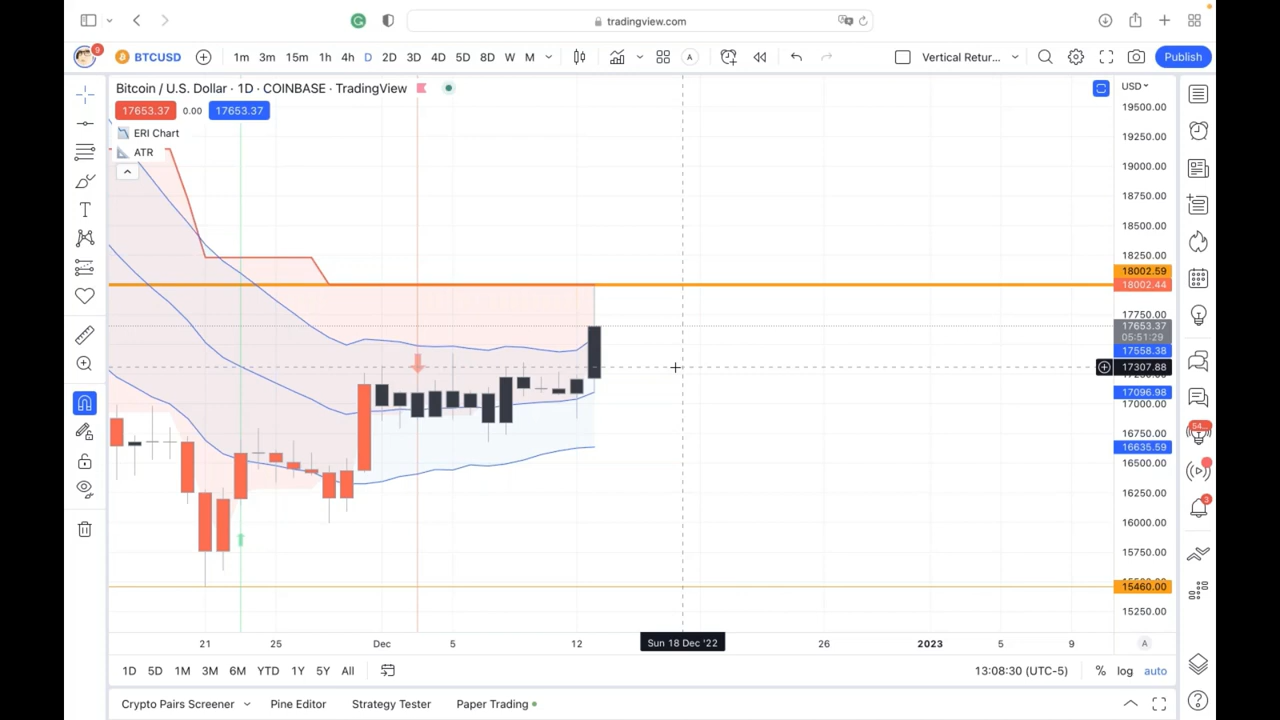 tradingview.com
9 BTCUSD 1m 3m 15m 1h 4h D 2D 3D 4D 5D 8D W M A Vertical Retur... Publish
Bitcoin / U.S. Dollar · 1D · COINBASE · TradingView
17653.37 0.00 17653.37
ERI Chart
ATR
USD
19500.00
19250.00
19000.00
18750.00
18500.00
18250.00
18002.59
18002.44
17750.00
17653.37
05:51:29
17558.38
17307.88
17096.98
17000.00
16750.00
16635.59
16500.00
16250.00
16000.00
15750.00
15460.00
15250.00
54...
3
21 25 Dec 5 12 Sun 18 Dec '22 26 2023 5 9 A
1D 5D 1M 3M 6M YTD 1Y 5Y All 13:08:30 (UTC-5) % log auto
Crypto Pairs Screener Pine Editor Strategy Tester Paper Trading